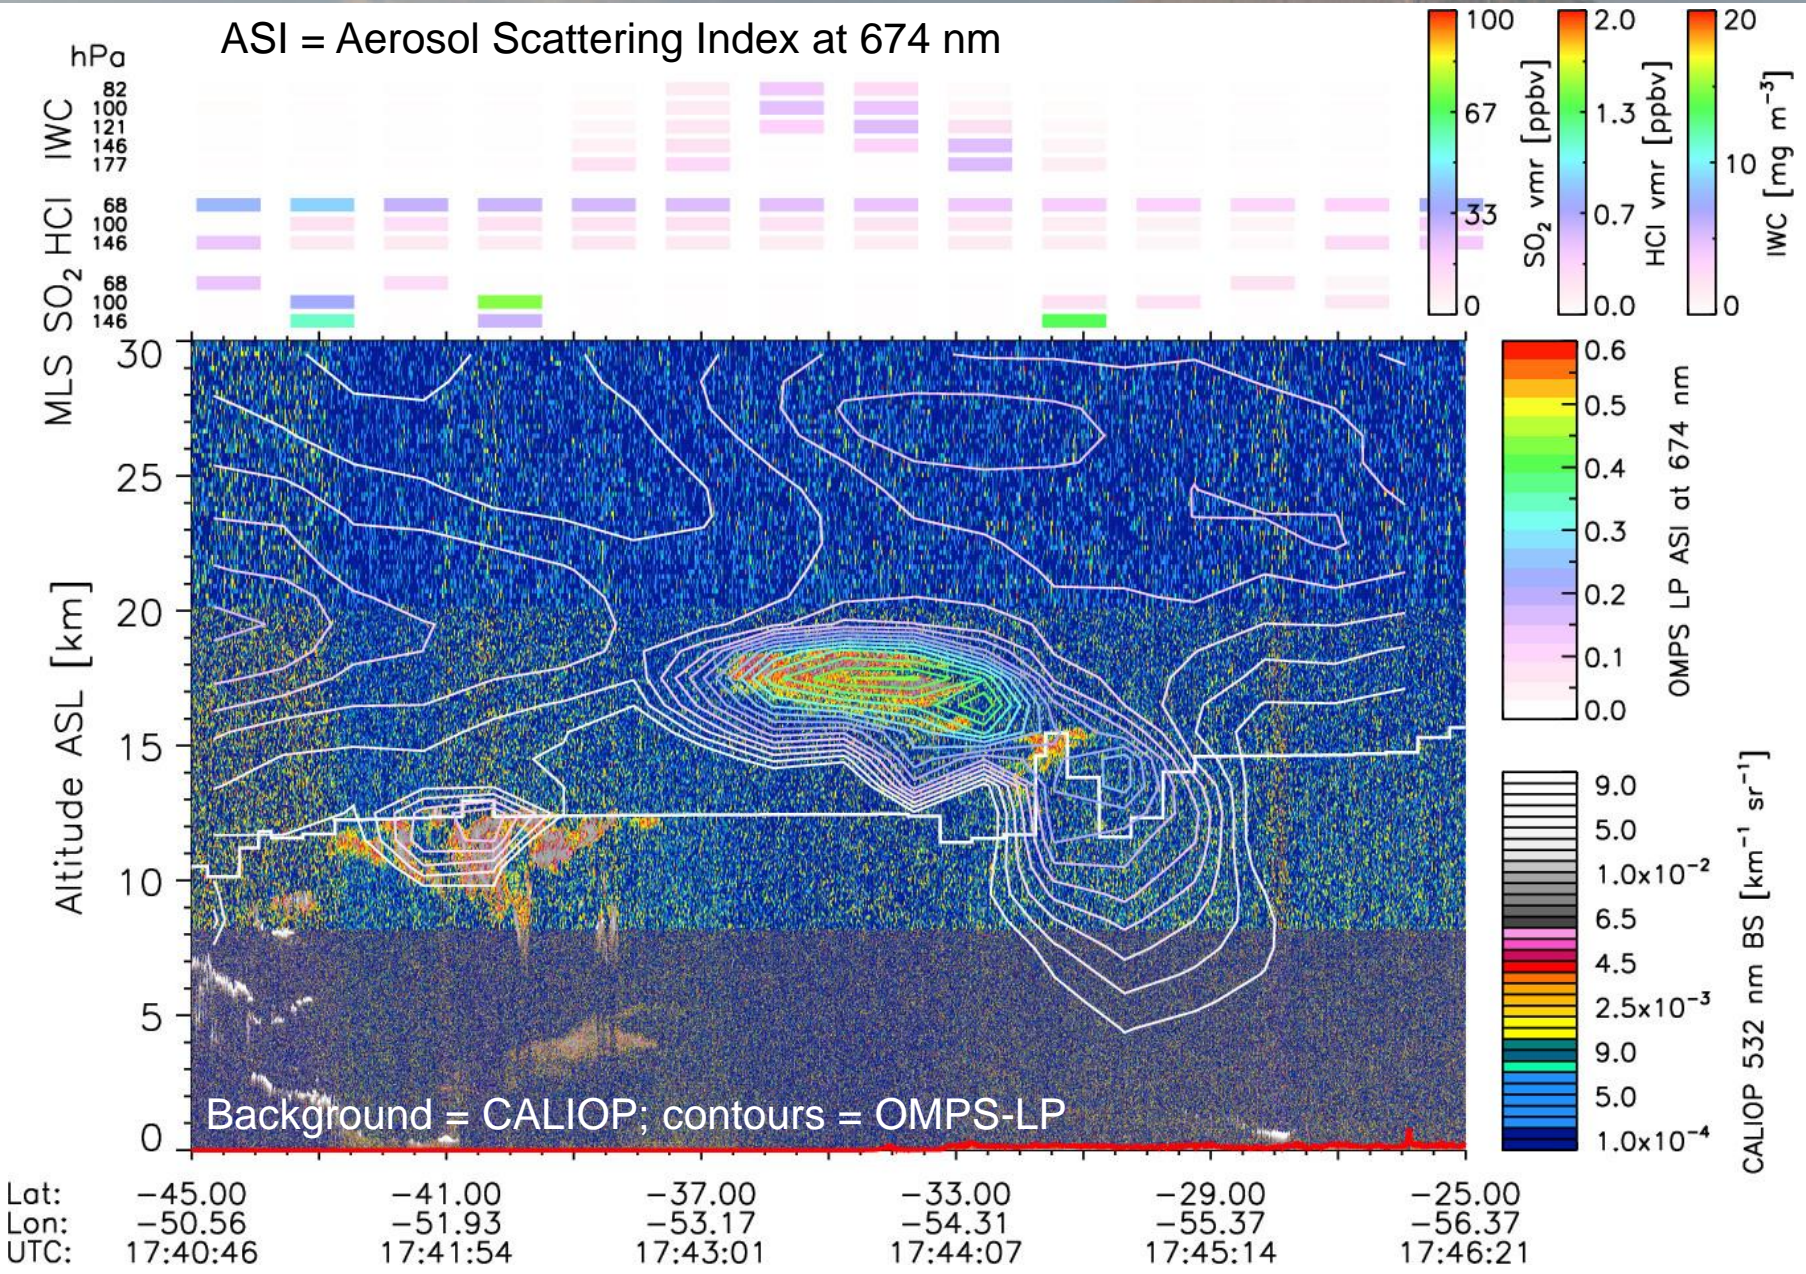 ASI = Aerosol Scattering Index at 674 nm
hPa
IWC
82
100
121
146
177
HCl
68
100
146
MLS SO2
68
100
146
100
67
33
0
SO2 vmr [ppbv]
2.0
1.3
0.7
0.0
HCl vmr [ppbv]
20
10
0
IWC [mg m-3]
30
25
20
15
10
5
0
Altitude ASL [km]
Background = CALIOP; contours = OMPS-LP
0.6
0.5
0.4
0.3
0.2
0.1
0.0
OMPS LP ASI at 674 nm
9.0
5.0
1.0x10-2
6.5
4.5
2.5x10-3
9.0
5.0
1.0x10-4
CALIOP 532 nm BS [km-1 sr-1]
Lat: -45.00 -41.00 -37.00 -33.00 -29.00 -25.00
Lon: -50.56 -51.93 -53.17 -54.31 -55.37 -56.37
UTC: 17:40:46 17:41:54 17:43:01 17:44:07 17:45:14 17:46:21